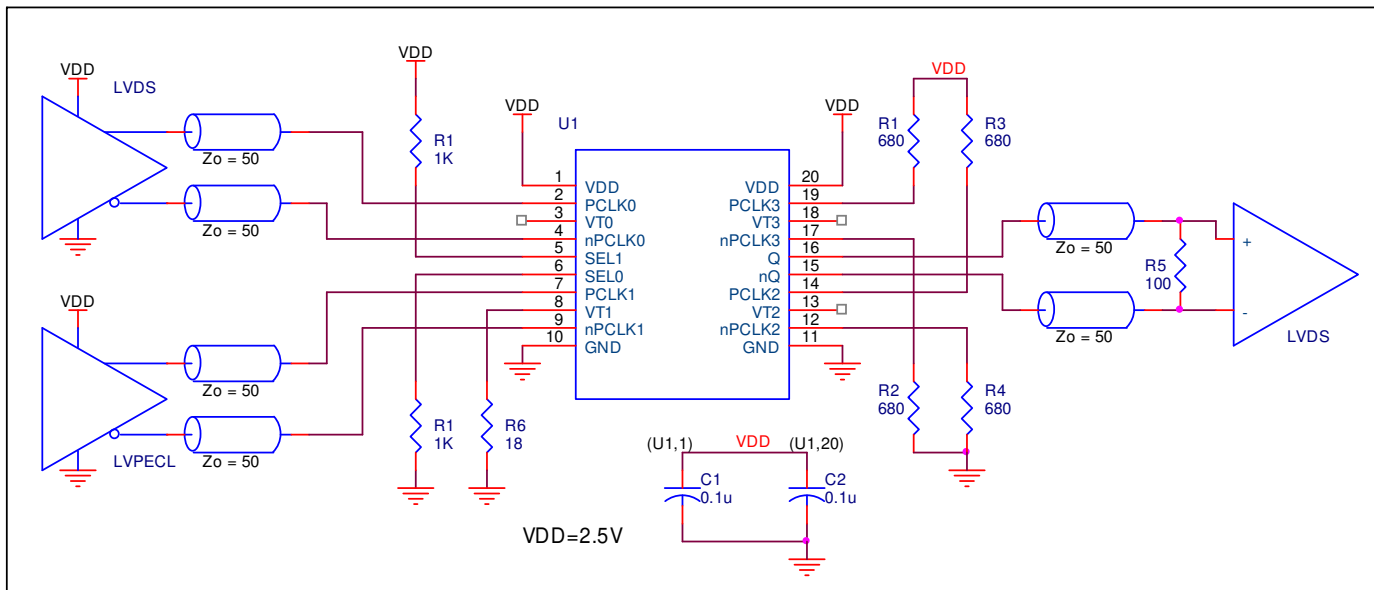 VDD
LVDS
Zo = 50
Zo = 50
VDD
LVPECL
Zo = 50
Zo = 50
VDD
R1
1K
R1
1K
R6
18
VDD
U1
1 VDD
2 PCLK0
3 VT0
4 nPCLK0
5 SEL1
6 SEL0
7 PCLK1
8 VT1
9 nPCLK1
10 GND
VDD
VDD 20
PCLK3 19
VT3 18
nPCLK3 17
Q 16
nQ 15
PCLK2 14
VT2 13
nPCLK2 12
GND 11
VDD
R1
680
R3
680
R2
680
R4
680
Zo = 50
Zo = 50
R5
100
+
-
LVDS
(U1,1) VDD (U1,20)
C1
0.1u
C2
0.1u
VDD=2.5V